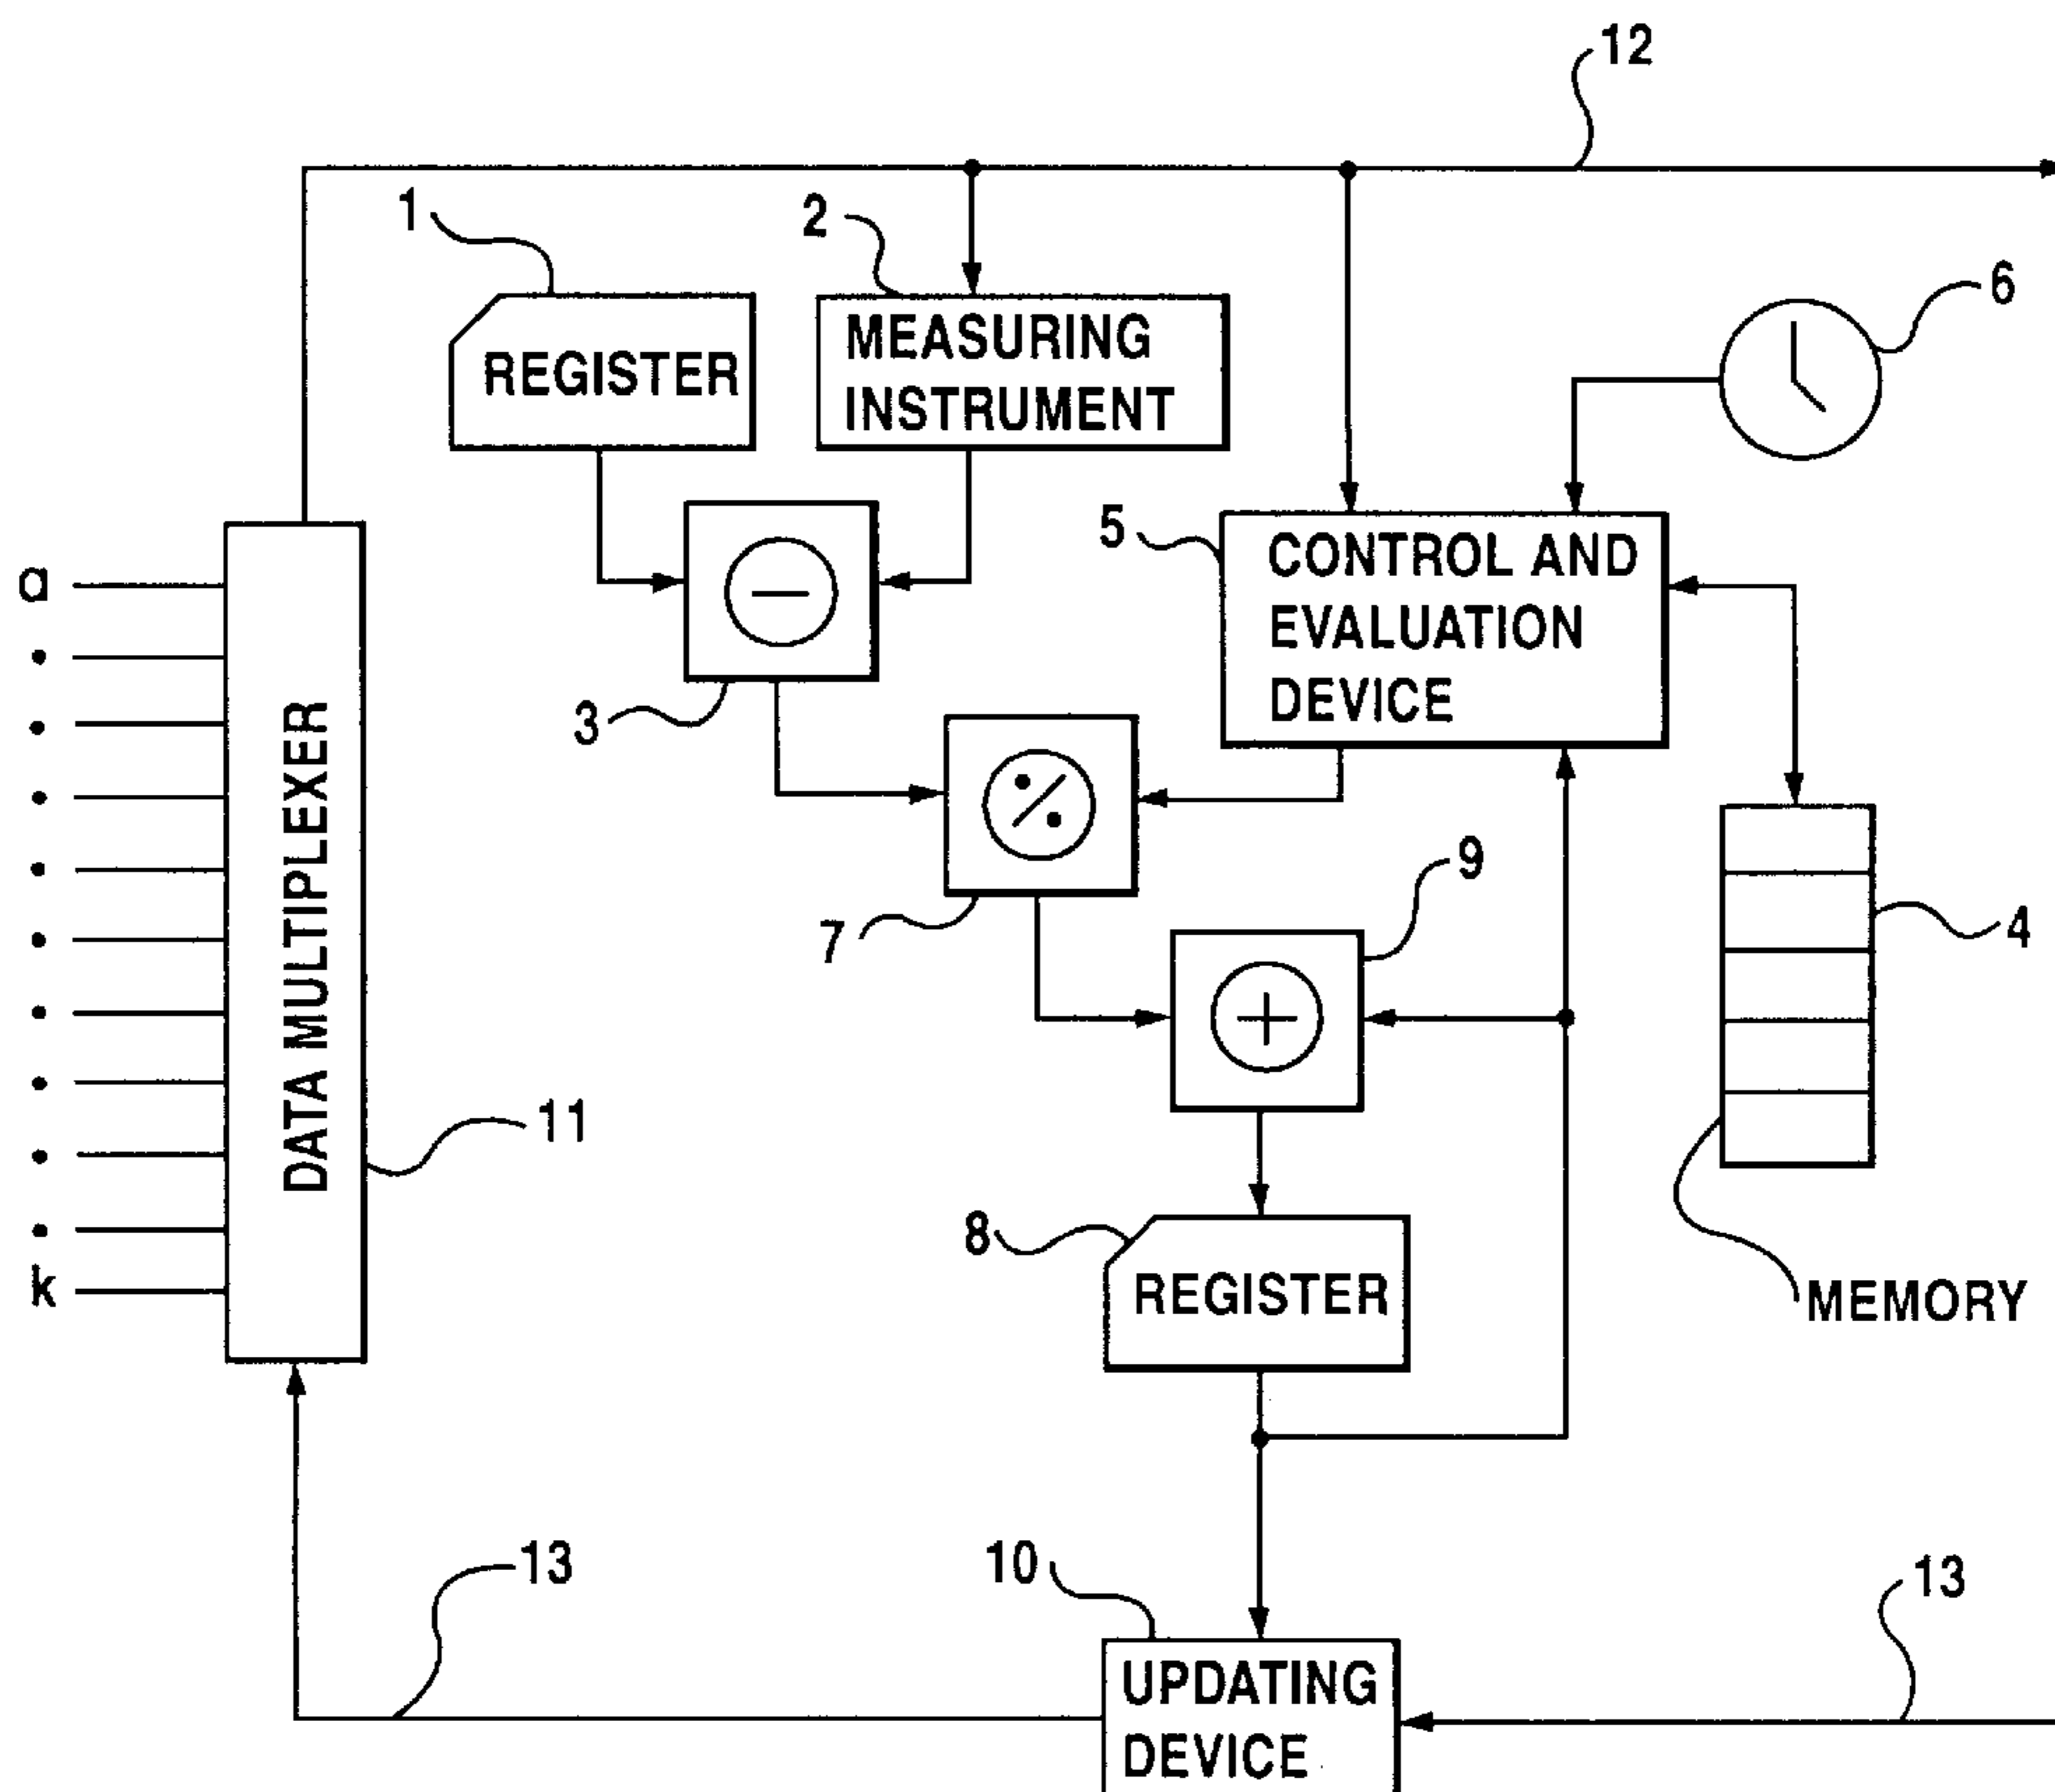 12
1
2
6
REGISTER
MEASURING
INSTRUMENT
5
CONTROL AND
EVALUATION
DEVICE
a
3
DATA MULTIPLEXER
9
7
4
11
8
REGISTER
k
MEMORY
13
10
13
UPDATING
DEVICE